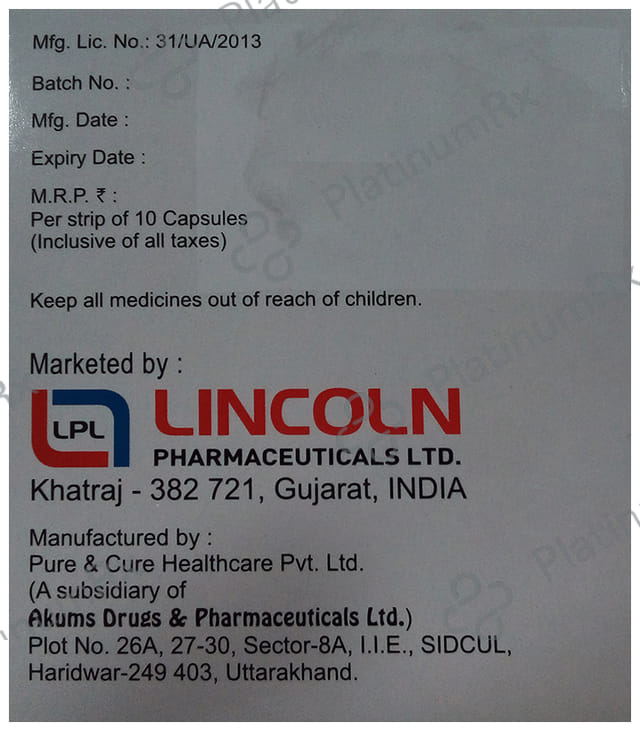 Mfg. Lic. No.: 31/UA/2013
Batch No. :
Mfg. Date :
Expiry Date :
M.R.P. ₹ :
Per strip of 10 Capsules
(Inclusive of all taxes)
Keep all medicines out of reach of children.
Marketed by :
LPL LINCOLN
PHARMACEUTICALS LTD.
Khatraj - 382 721, Gujarat, INDIA
Manufactured by :
Pure & Cure Healthcare Pvt. Ltd.
(A subsidiary of
Akums Drugs & Pharmaceuticals Ltd.)
Plot No. 26A, 27-30, Sector-8A, I.I.E., SIDCUL,
Haridwar-249 403, Uttarakhand.
PlatinumRx
PlatinumRx